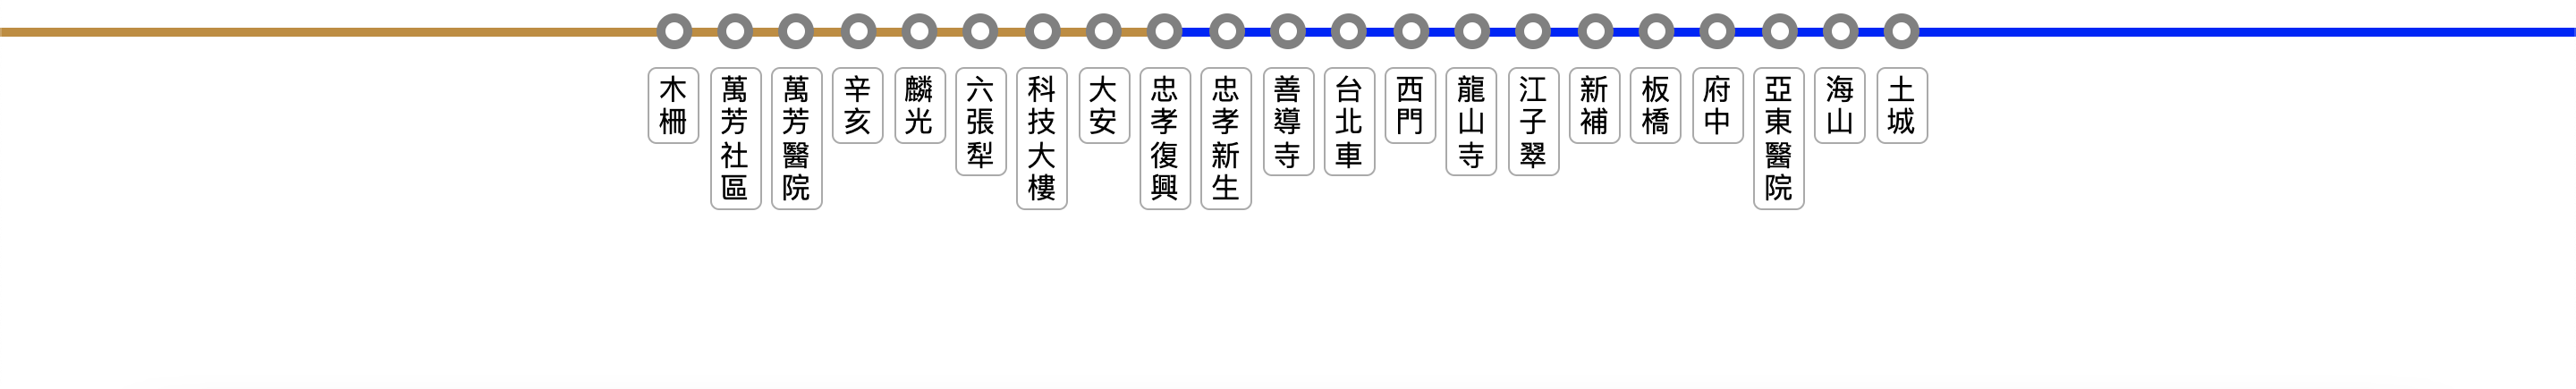 木柵
萬芳社區
萬芳醫院
辛亥
麟光
六張犁
科技大樓
大安
忠孝復興
忠孝新生
善導寺
台北車
西門
龍山寺
江子翠
新補
板橋
府中
亞東醫院
海山
土城